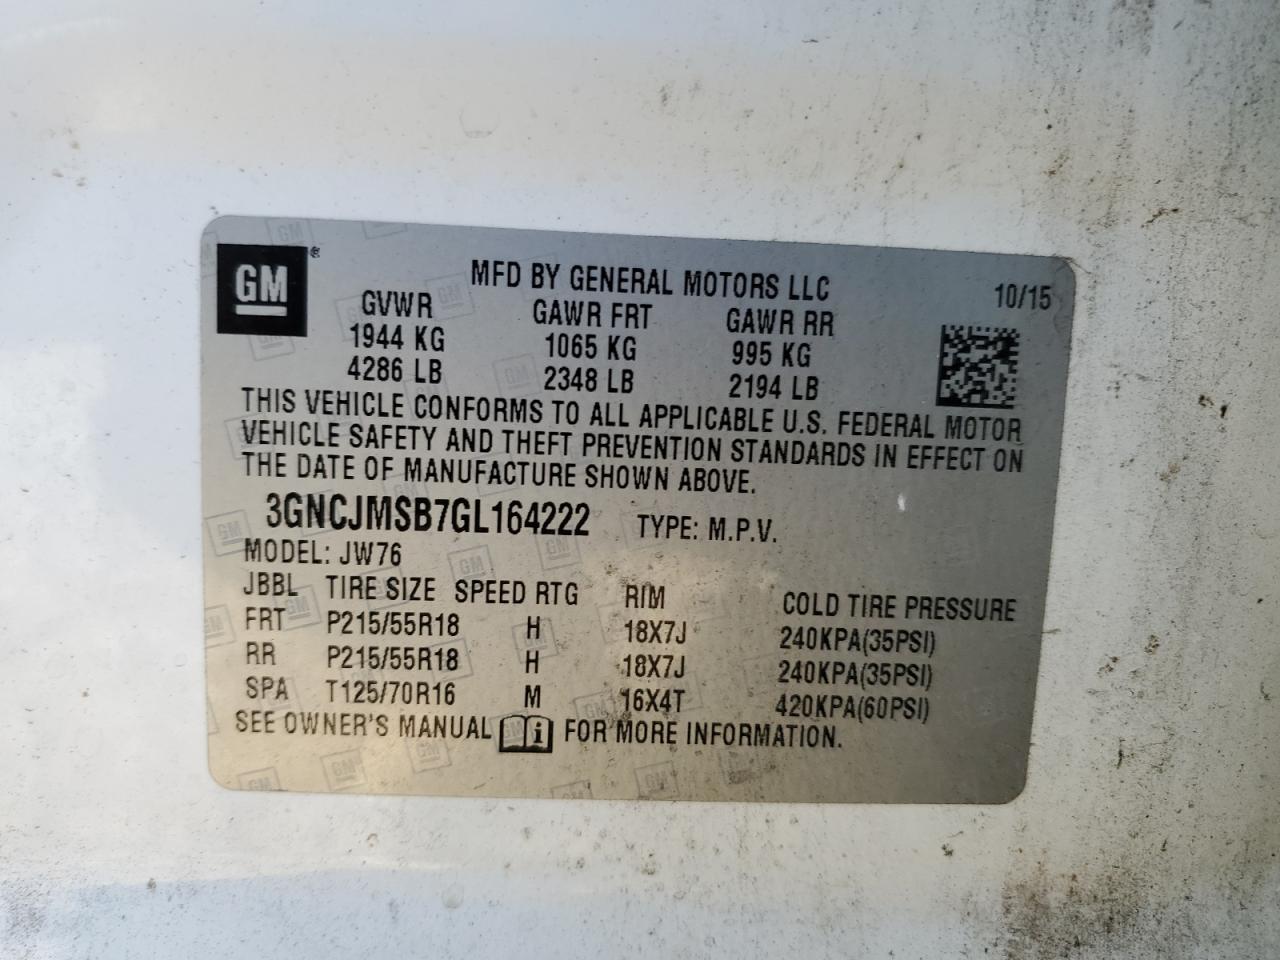 GM ®
MFD BY GENERAL MOTORS LLC
10/15
GVWR GAWR FRT GAWR RR
1944 KG 1065 KG 995 KG
4286 LB 2348 LB 2194 LB
THIS VEHICLE CONFORMS TO ALL APPLICABLE U.S. FEDERAL MOTOR
VEHICLE SAFETY AND THEFT PREVENTION STANDARDS IN EFFECT ON
THE DATE OF MANUFACTURE SHOWN ABOVE.
3GNCJMSB7GL164222 TYPE: M.P.V.
MODEL: JW76
JBBL TIRE SIZE SPEED RTG RIM COLD TIRE PRESSURE
FRT P215/55R18 H 18X7J 240KPA(35PSI)
RR P215/55R18 H 18X7J 240KPA(35PSI)
SPA T125/70R16 M 16X4T 420KPA(60PSI)
SEE OWNER'S MANUAL i FOR MORE INFORMATION.